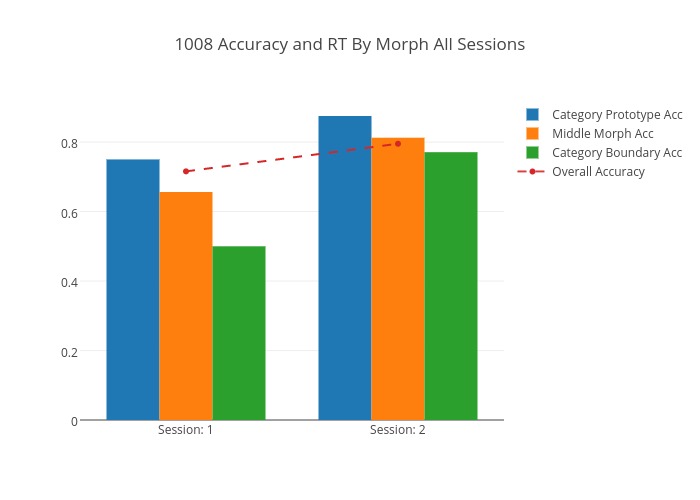 1008 Accuracy and RT By Morph All Sessions
Category Prototype Acc
Middle Morph Acc
Category Boundary Acc
Overall Accuracy
0.8
0.6
0.4
0.2
0
Session: 1
Session: 2